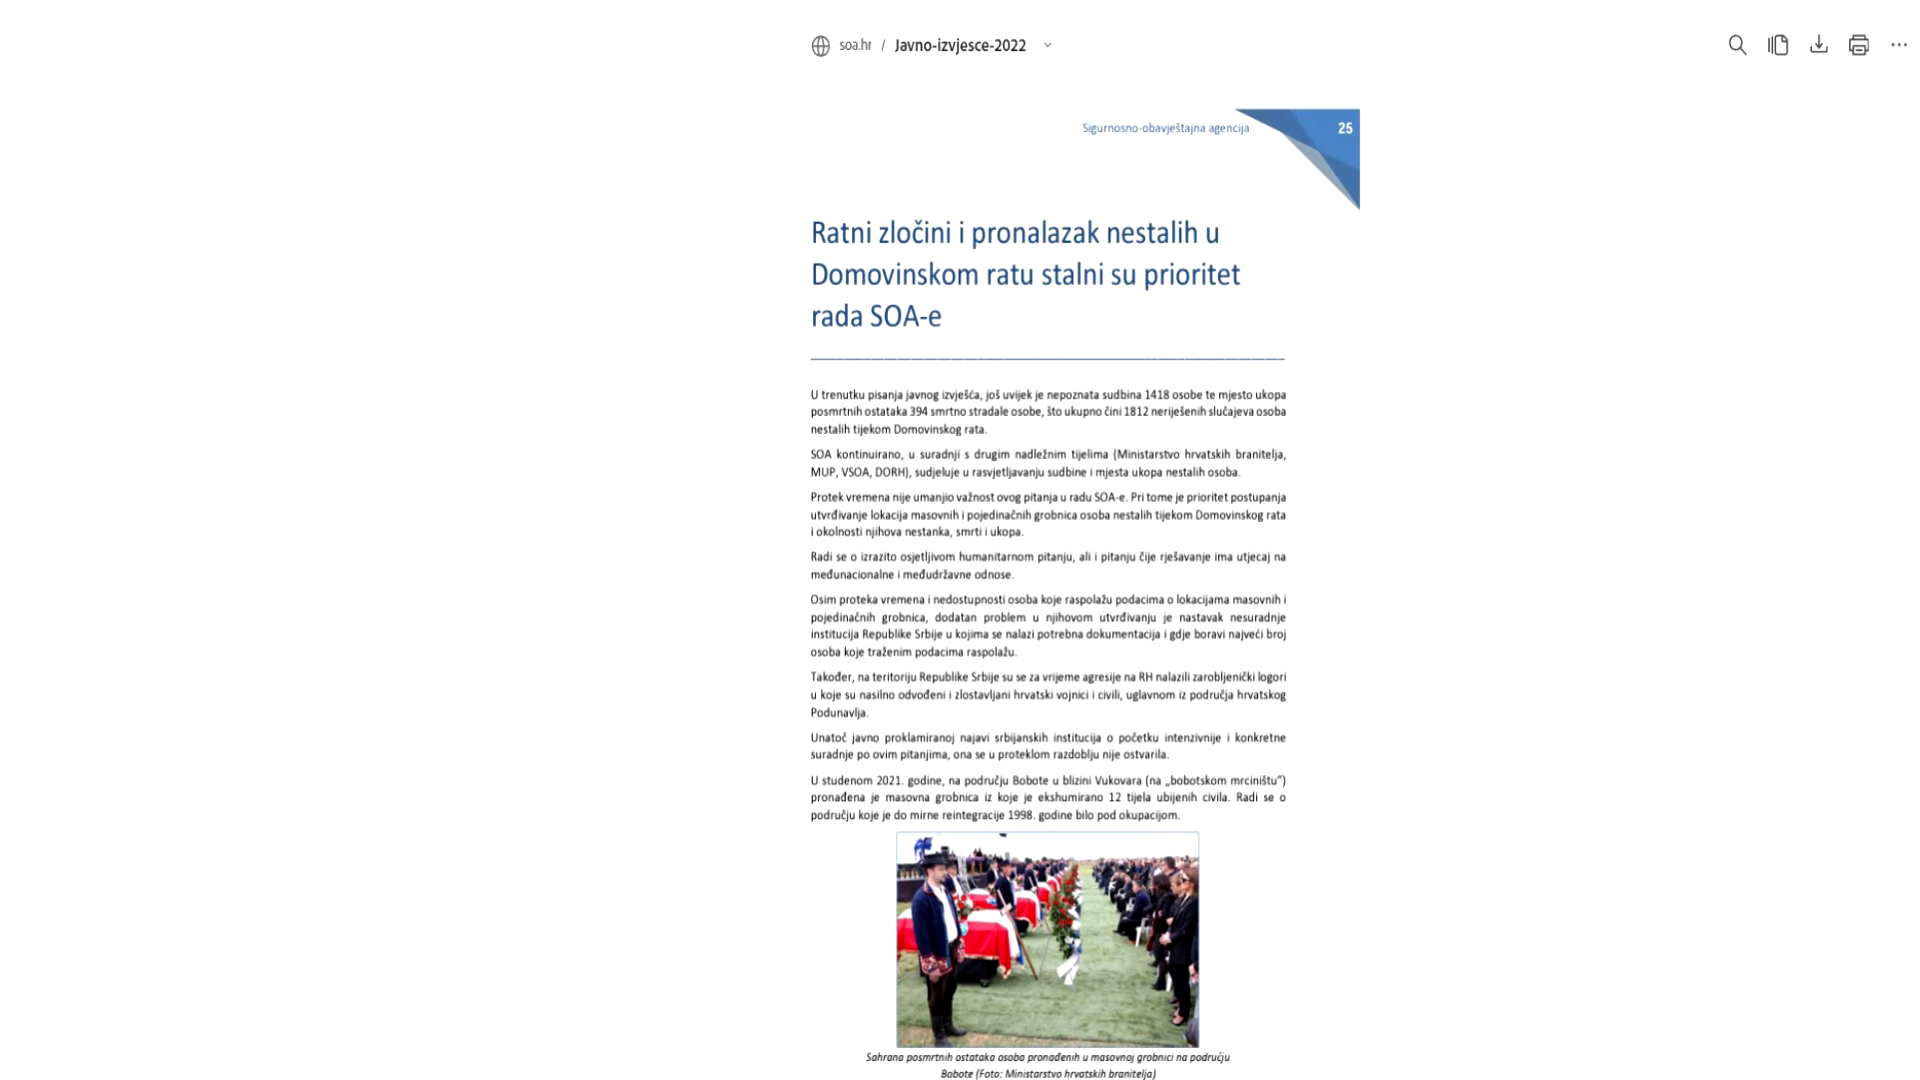 soa.hr / Javno-izvjesce-2022
Sigurnosno-obavještajna agencija
25
Ratni zločini i pronalazak nestalih u
Domovinskom ratu stalni su prioritet
rada SOA-e
U trenutku pisanja javnog izvješća, još uvijek je nepoznata sudbina 1418 osobe te mjesto ukopa
posmrtnih ostataka 394 smrtno stradale osobe, što ukupno čini 1812 neriješenih slučajeva osoba
nestalih tijekom Domovinskog rata.
SOA kontinuirano, u suradnji s drugim nadležnim tijelima (Ministarstvo hrvatskih branitelja,
MUP, VSOA, DORH), sudjeluje u rasvjetljavanju sudbine i mjesta ukopa nestalih osoba.
Protek vremena nije umanjio važnost ovog pitanja u radu SOA-e. Pri tome je prioritet postupanja
utvrđivanje lokacija masovnih i pojedinačnih grobnica osoba nestalih tijekom Domovinskog rata
i okolnosti njihova nestanka, smrti i ukopa.
Radi se o izrazito osjetljivom humanitarnom pitanju, ali i pitanju čije rješavanje ima utjecaj na
međunacionalne i međudržavne odnose.
Osim proteka vremena i nedostupnosti osoba koje raspolažu podacima o lokacijama masovnih i
pojedinačnih grobnica, dodatan problem u njihovom utvrđivanju je nastavak nesuradnje
institucija Republike Srbije u kojima se nalazi potrebna dokumentacija i gdje boravi najveći broj
osoba koje traženim podacima raspolažu.
Također, na teritoriju Republike Srbije su se za vrijeme agresije na RH nalazili zarobljenički logori
u koje su nasilno odvođeni i zlostavljani hrvatski vojnici i civili, uglavnom iz područja hrvatskog
Podunavlja.
Unatoč javno proklamiranoj najavi srbijanskih institucija o početku intenzivnije i konkretne
suradnje po ovim pitanjima, ona se u proteklom razdoblju nije ostvarila.
U studenom 2021. godine, na području Bobote u blizini Vukovara (na „bobotskom mrciništu“)
pronađena je masovna grobnica iz koje je ekshumirano 12 tijela ubijenih civila. Radi se o
području koje je do mirne reintegracije 1998. godine bilo pod okupacijom.
Sahrana posmrtnih ostataka osoba pronađenih u masovnoj grobnici na području
Bobote (Foto: Ministarstvo hrvatskih branitelja)